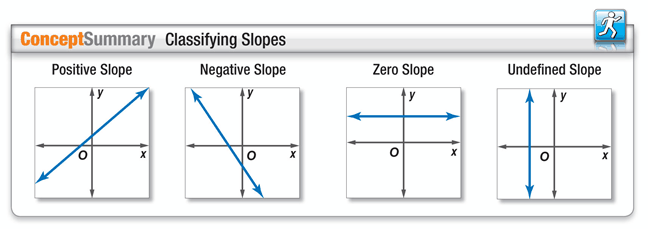 ConceptSummary Classifying Slopes
Positive Slope
Negative Slope
Zero Slope
Undefined Slope
y
O
x
y
O
x
y
O
x
y
O
x